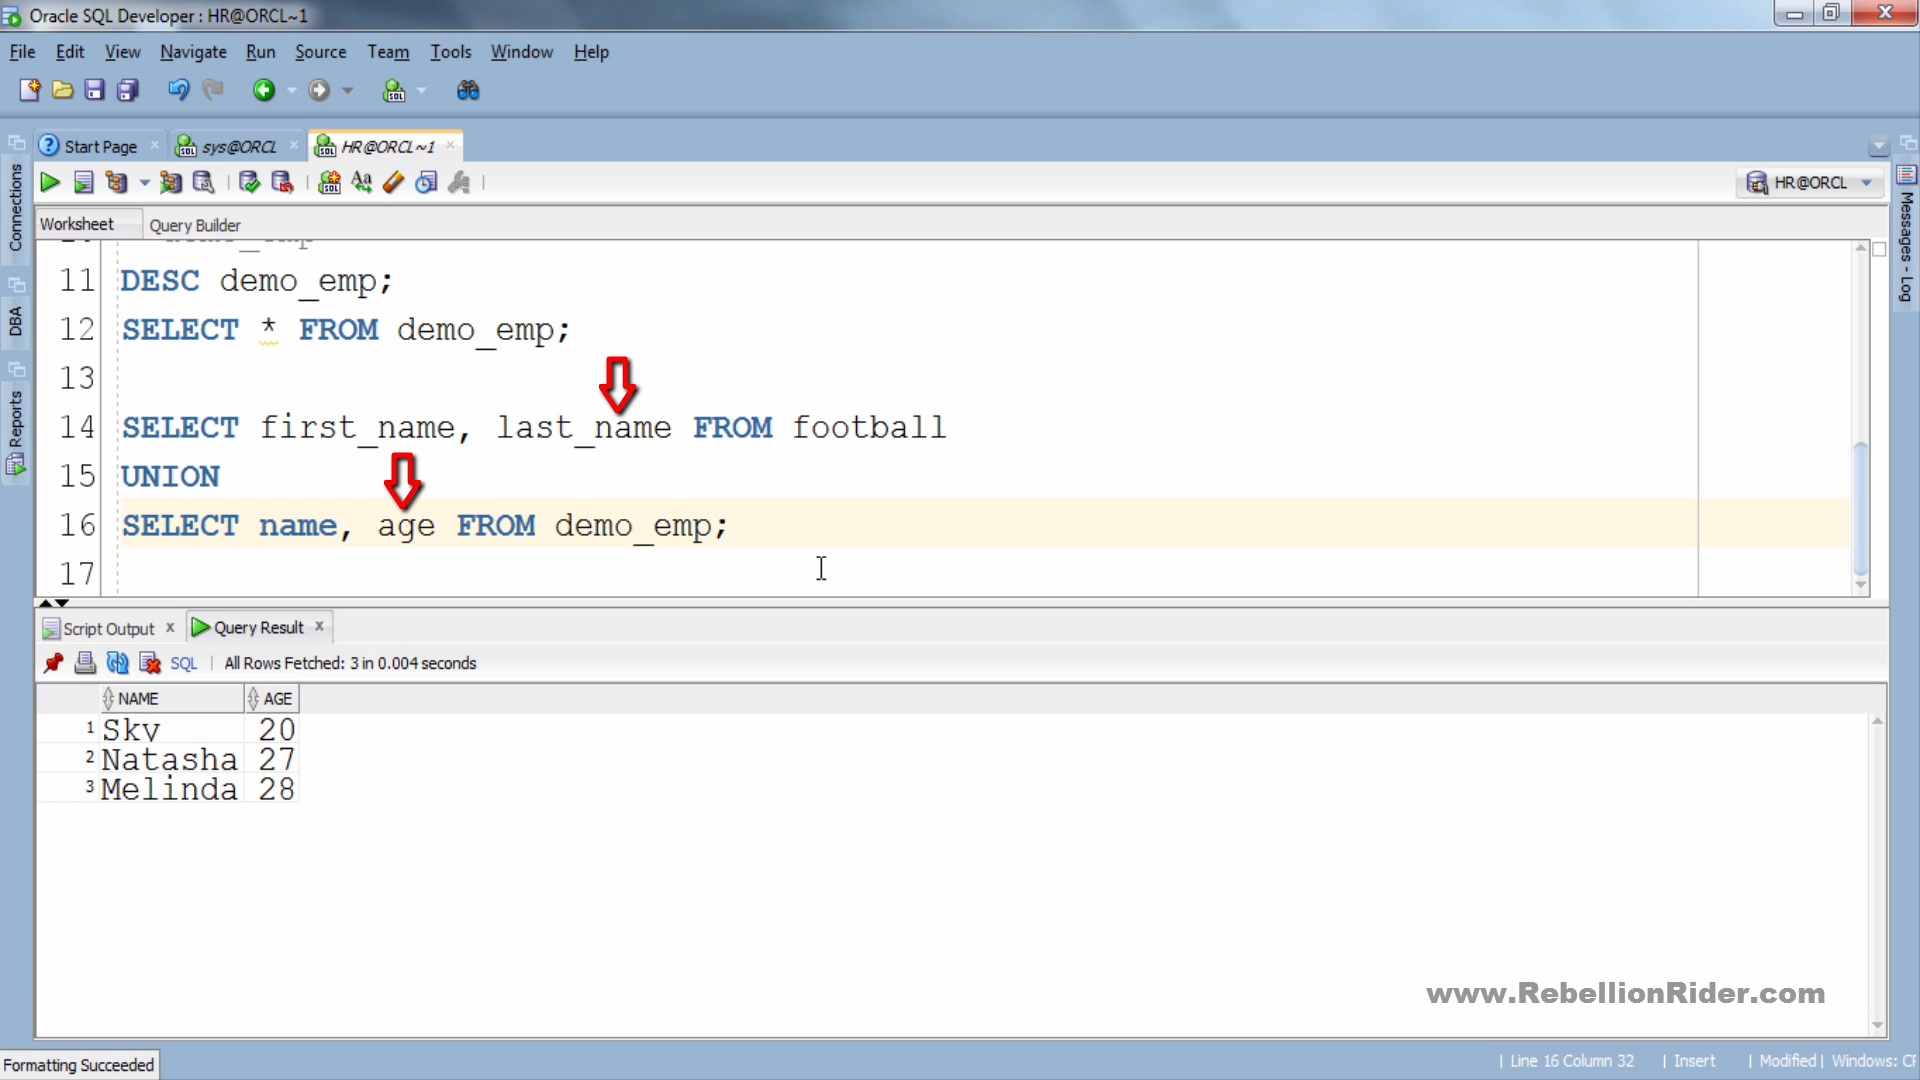 Oracle SQL Developer : HR@ORCL~1
File Edit View Navigate Run Source Team Tools Window Help
Start Page sys@ORCL HR@ORCL~1
HR@ORCL
Connections
DBA
Reports
Messages - Log
Worksheet Query Builder
11 DESC demo_emp;
12 SELECT * FROM demo_emp;
13
14 SELECT first_name, last_name FROM football
15 UNION
16 SELECT name, age FROM demo_emp;
17
Script Output x Query Result x
SQL | All Rows Fetched: 3 in 0.004 seconds
NAME AGE
1 Sky 20
2 Natasha 27
3 Melinda 28
www.RebellionRider.com
Formatting Succeeded | Line 16 Column 32 | Insert | Modified | Windows: